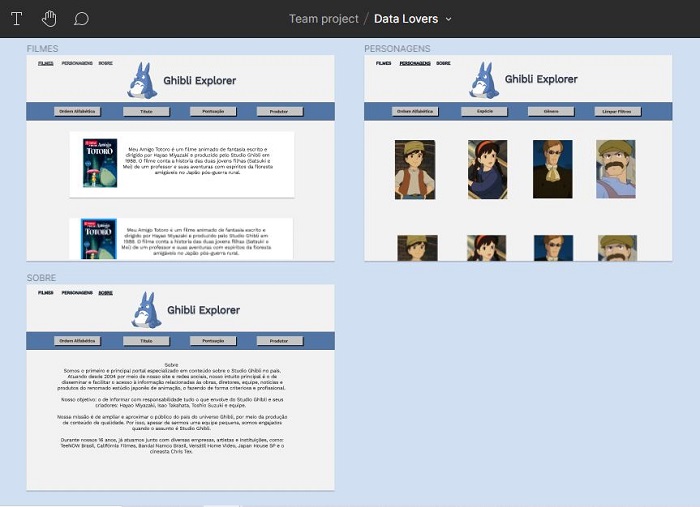 Team project / Data Lovers
FILMES
FILMES PERSONAGENS SOBRE
Ghibli Explorer
Ordem Alfabética Título Pontuação Produtor
Amigo
TOTORO
Meu Amigo Totoro é um filme animado de fantasia escrito e
dirigido por Hayao Miyazaki e produzido pelo Studio Ghibli em
1988. O filme conta a historia das duas jovens filhas (Satsuki e
Mei) de um professor e suas aventuras com espíritos da floresta
amigáveis no Japão pós-guerra rural.
Amigo
TOTORO
Meu Amigo Totoro é um filme animado de fantasia escrito e
dirigido por Hayao Miyazaki e produzido pelo Studio Ghibli em
1988. O filme conta a historia das duas jovens filhas (Satsuki e
Mei) de um professor e suas aventuras com espíritos da floresta
amigáveis no Japão pós-guerra rural.
PERSONAGENS
FILMES PERSONAGENS SOBRE
Ghibli Explorer
Ordem Alfabética Espécie Gênero Limpar Filtros
SOBRE
FILMES PERSONAGENS SOBRE
Ghibli Explorer
Ordem Alfabética Título Pontuação Produtor
Sobre
Somos o primeiro e principal portal especializado em conteúdo sobre o Studio Ghibli no país.
Atuando desde 2004 por meio de nosso site e redes sociais, nosso intuito principal é o de
disseminar e facilitar o acesso à informação relacionadas às obras, diretores, equipe, notícias e
produtos do renomado estúdio japonês de animação, o fazendo de forma criteriosa e profissional.
Nosso objetivo: o de informar com responsabilidade tudo o que envolve do Studio Ghibli e seus
criadores: Hayao Miyazaki, Isao Takahata, Toshio Suzuki e equipe.
Nossa missão é de ampliar e aproximar o público do país do universo Ghibli, por meio da produção
de conteúdo de qualidade. Por isso, apesar de sermos uma equipe pequena, somos engajados
quando o assunto é Studio Ghibli.
Durante nossos 16 anos, já atuamos junto com diversas empresas, artistas e instituições, como:
TeeNOW Brasil, Califórnia Filmes, Bandai Namco Brasil, Versátil Home Vídeo, Japan House SP e o
cineasta Chris Tex.